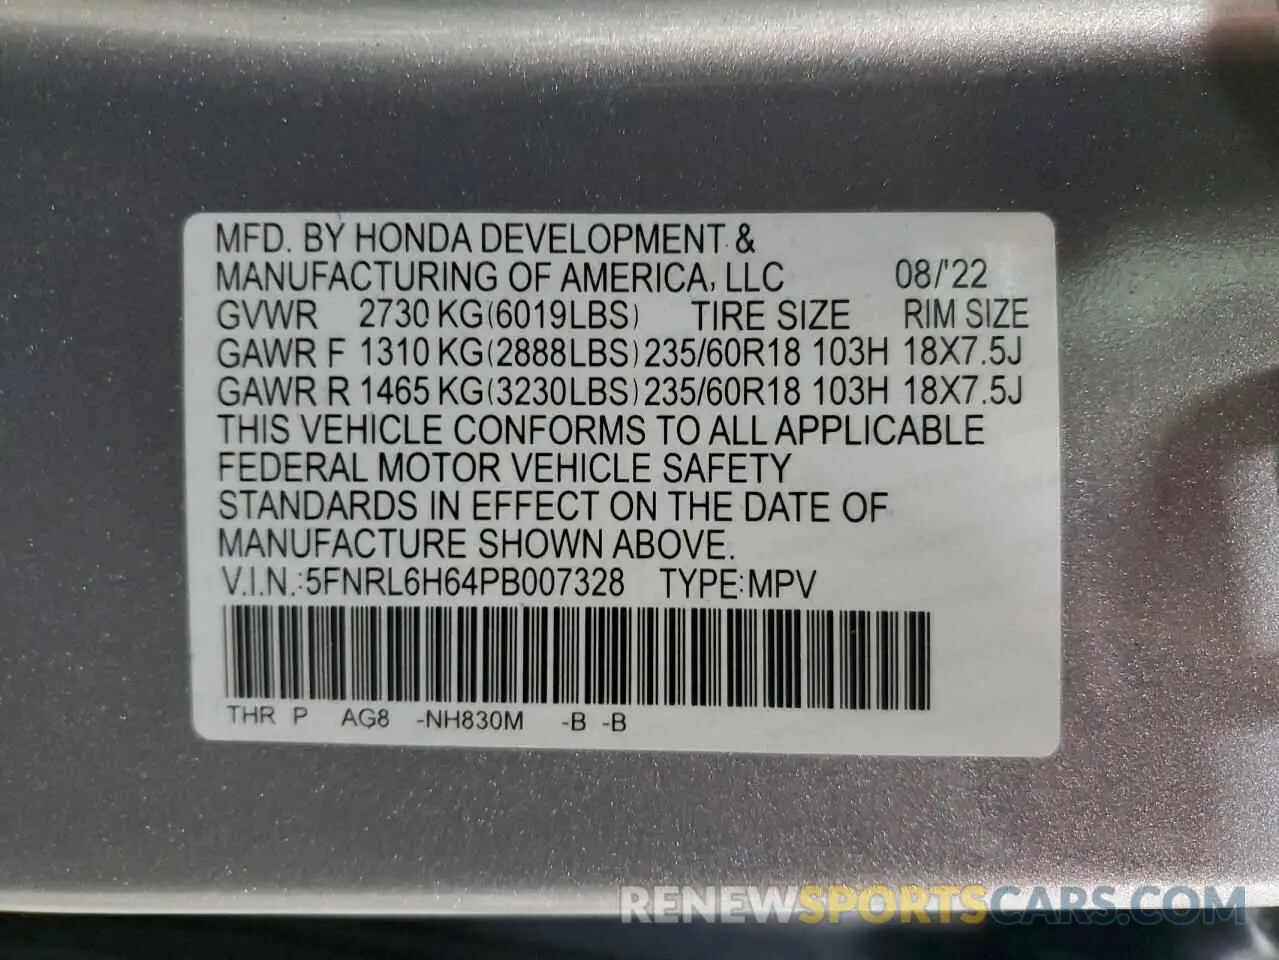 MFD. BY HONDA DEVELOPMENT &
MANUFACTURING OF AMERICA, LLC 08/'22
GVWR 2730 KG(6019LBS) TIRE SIZE RIM SIZE
GAWR F 1310 KG(2888LBS) 235/60R18 103H 18X7.5J
GAWR R 1465 KG(3230LBS) 235/60R18 103H 18X7.5J
THIS VEHICLE CONFORMS TO ALL APPLICABLE
FEDERAL MOTOR VEHICLE SAFETY
STANDARDS IN EFFECT ON THE DATE OF
MANUFACTURE SHOWN ABOVE.
V.I.N.:5FNRL6H64PB007328 TYPE:MPV
THR P AG8 -NH830M -B -B
RENEWSPORTSCARS.COM